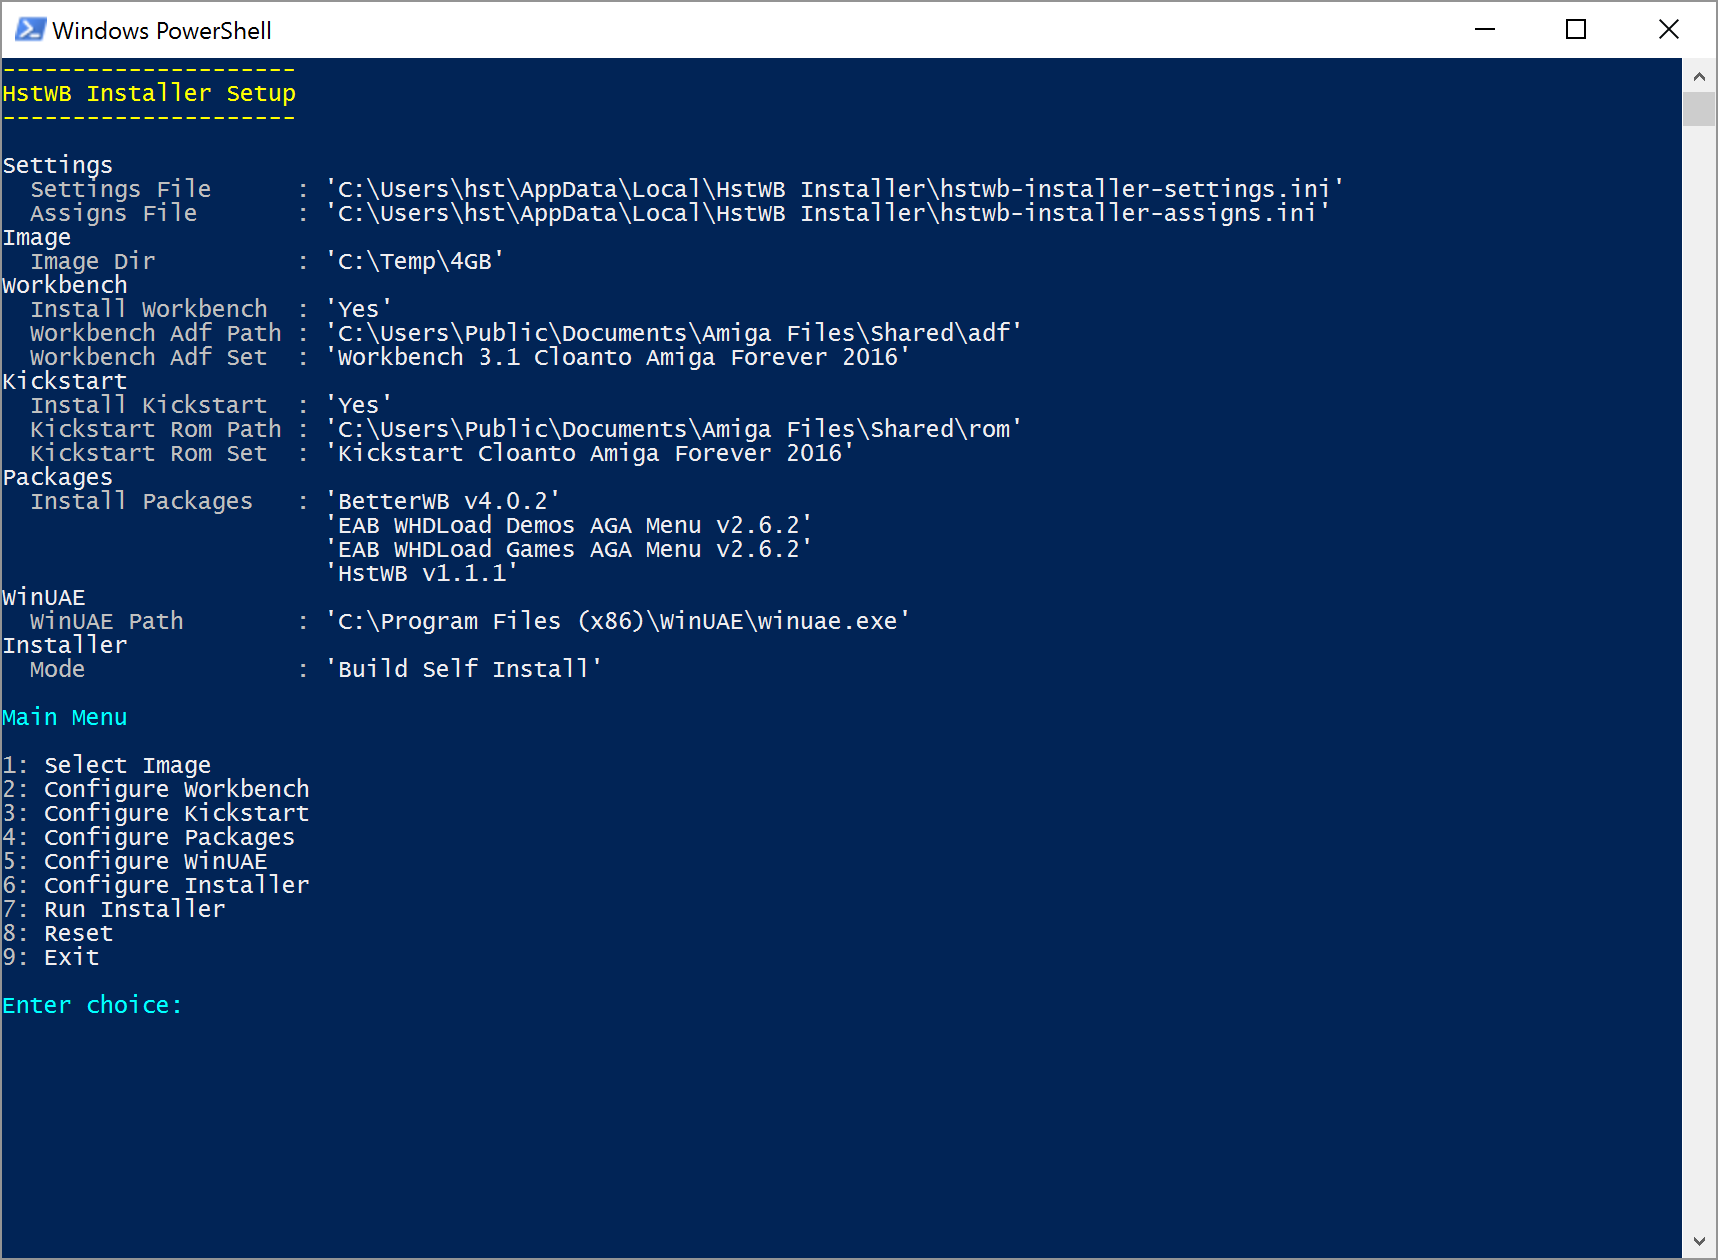 Windows PowerShell
---------------------
HstWB Installer Setup
---------------------
Settings
  Settings File      : 'C:\Users\hst\AppData\Local\HstWB Installer\hstwb-installer-settings.ini'
  Assigns File       : 'C:\Users\hst\AppData\Local\HstWB Installer\hstwb-installer-assigns.ini'
Image
  Image Dir          : 'C:\Temp\4GB'
Workbench
  Install Workbench  : 'Yes'
  Workbench Adf Path : 'C:\Users\Public\Documents\Amiga Files\Shared\adf'
  Workbench Adf Set  : 'Workbench 3.1 Cloanto Amiga Forever 2016'
Kickstart
  Install Kickstart  : 'Yes'
  Kickstart Rom Path : 'C:\Users\Public\Documents\Amiga Files\Shared\rom'
  Kickstart Rom Set  : 'Kickstart Cloanto Amiga Forever 2016'
Packages
  Install Packages   : 'BetterWB v4.0.2'
                       'EAB WHDLoad Demos AGA Menu v2.6.2'
                       'EAB WHDLoad Games AGA Menu v2.6.2'
                       'HstWB v1.1.1'
WinUAE
  WinUAE Path        : 'C:\Program Files (x86)\WinUAE\winuae.exe'
Installer
  Mode               : 'Build Self Install'
Main Menu
1: Select Image
2: Configure Workbench
3: Configure Kickstart
4: Configure Packages
5: Configure WinUAE
6: Configure Installer
7: Run Installer
8: Reset
9: Exit
Enter choice: